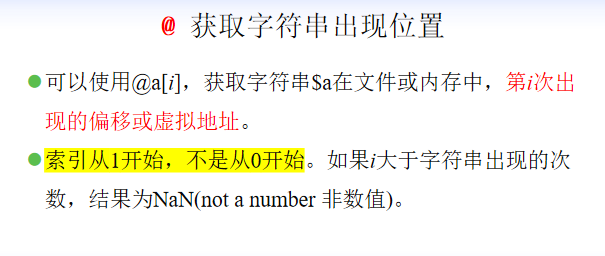 @ 获取字符串出现位置
可以使用@a[i]，获取字符串$a在文件或内存中，第i次出
现的偏移或虚拟地址。
索引从1开始，不是从0开始。如果i大于字符串出现的次
数，结果为NaN(not a number 非数值)。